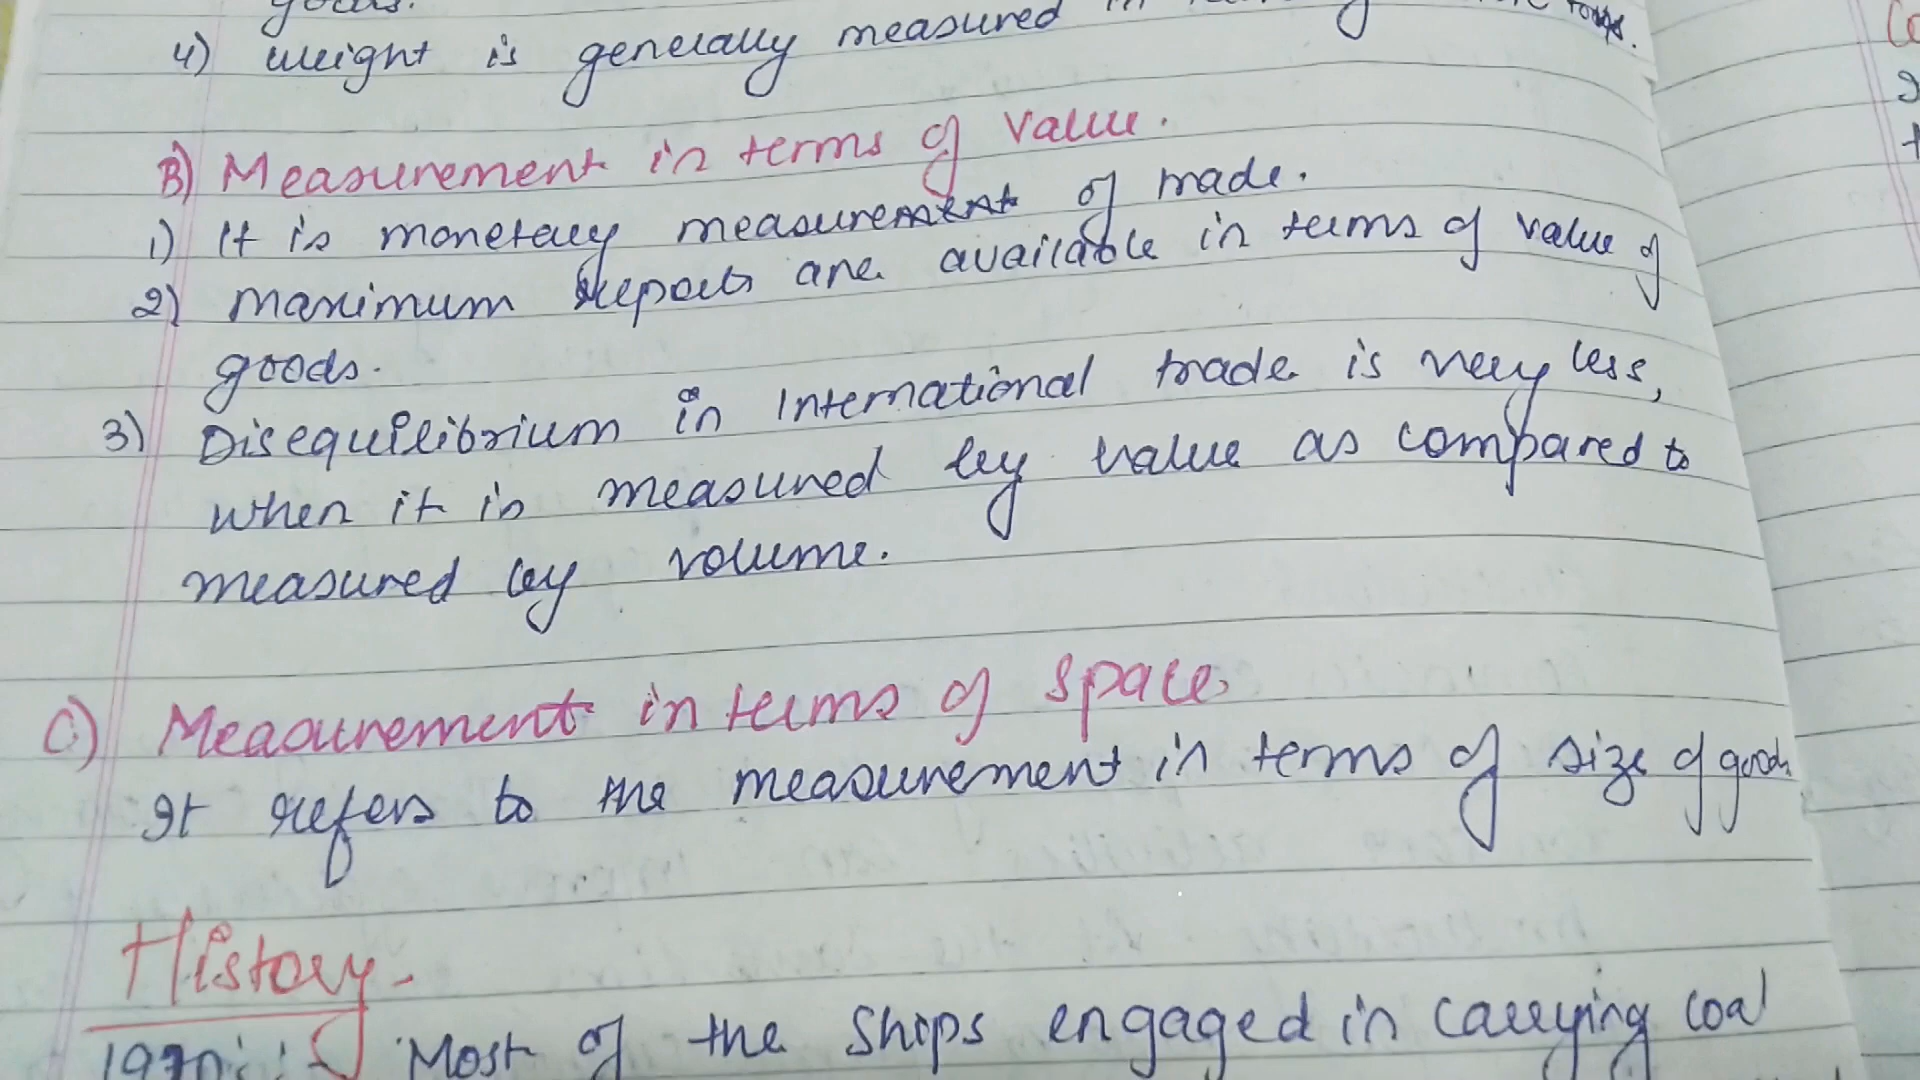 goods.
4) weight is generally measured in
B) Measurement in terms of Value.
1) It is monetary measurement of trade.
2) maximum reports are available in terms of value of
goods.
3) Disequilibrium in International trade is very less,
when it is measured by value as compared to
measured by volume.
C) Measurement in terms of space.
It refers to the measurement in terms of size of goods
History.
Most of the ships engaged in carrying coal